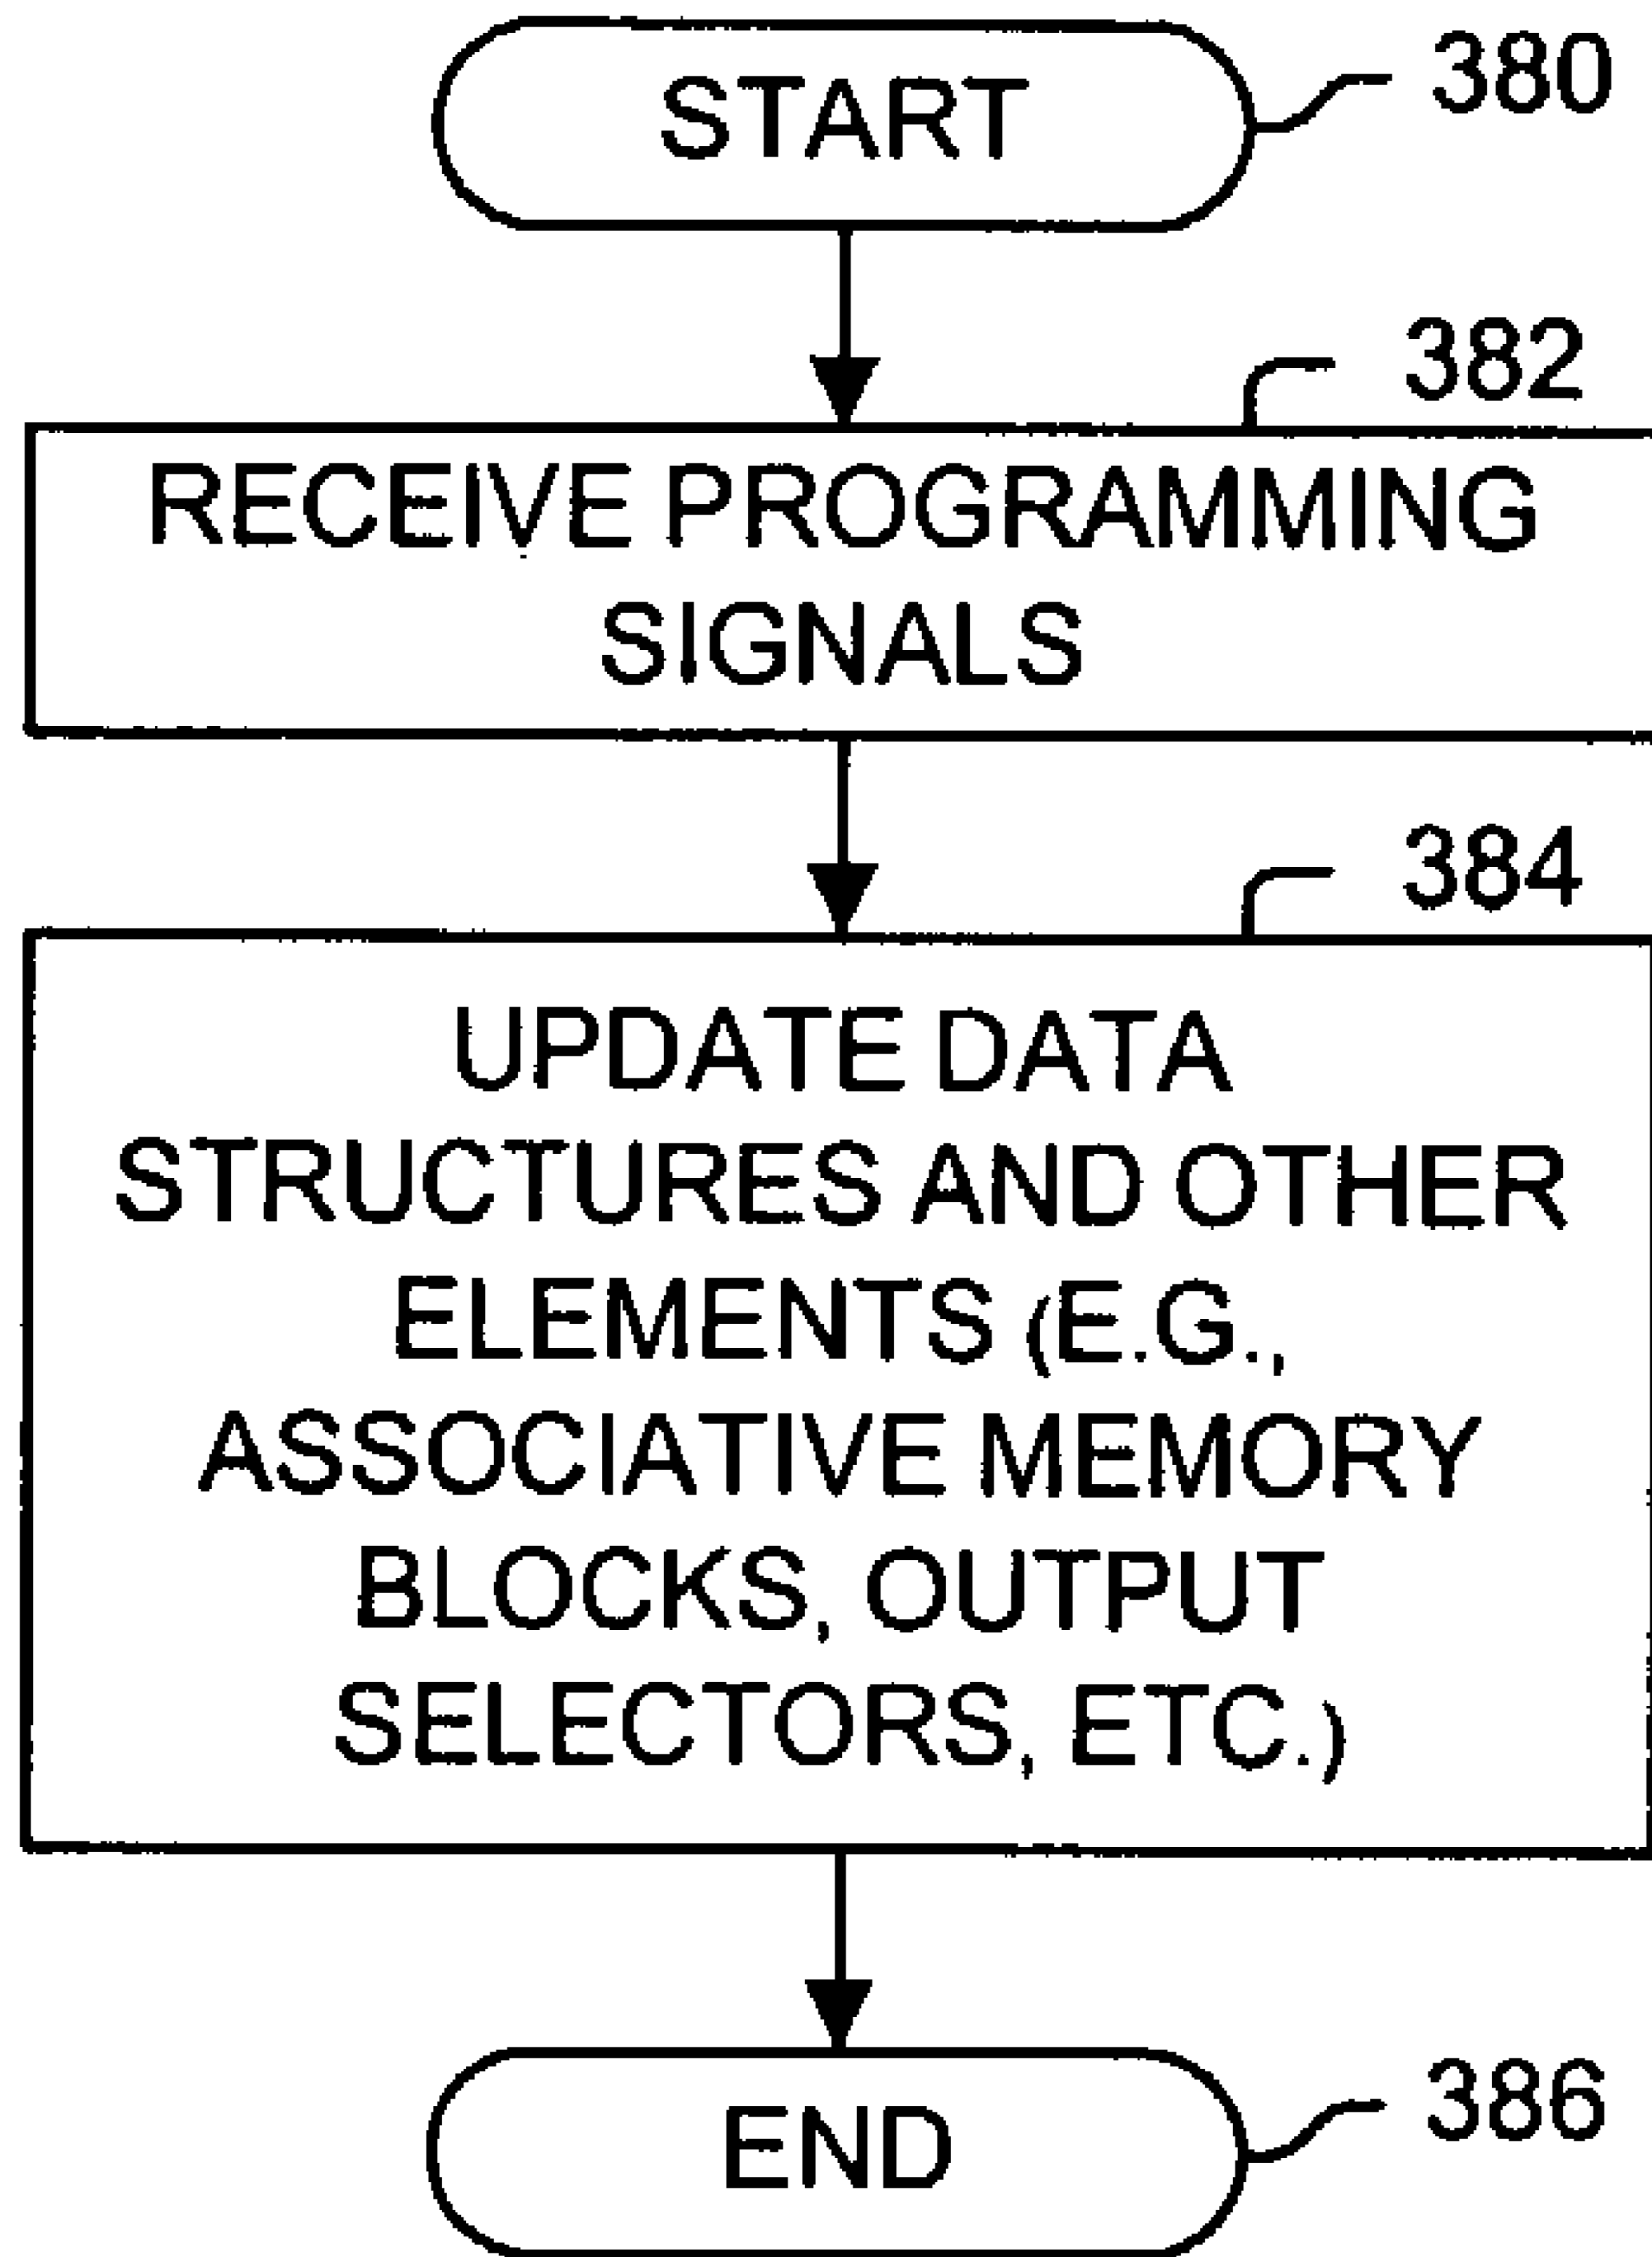 START
380
382
RECEIVE PROGRAMMING
SIGNALS
384
UPDATE DATA
STRUCTURES AND OTHER
ELEMENTS (E.G.,
ASSOCIATIVE MEMORY
BLOCKS, OUTPUT
SELECTORS, ETC.)
END
386